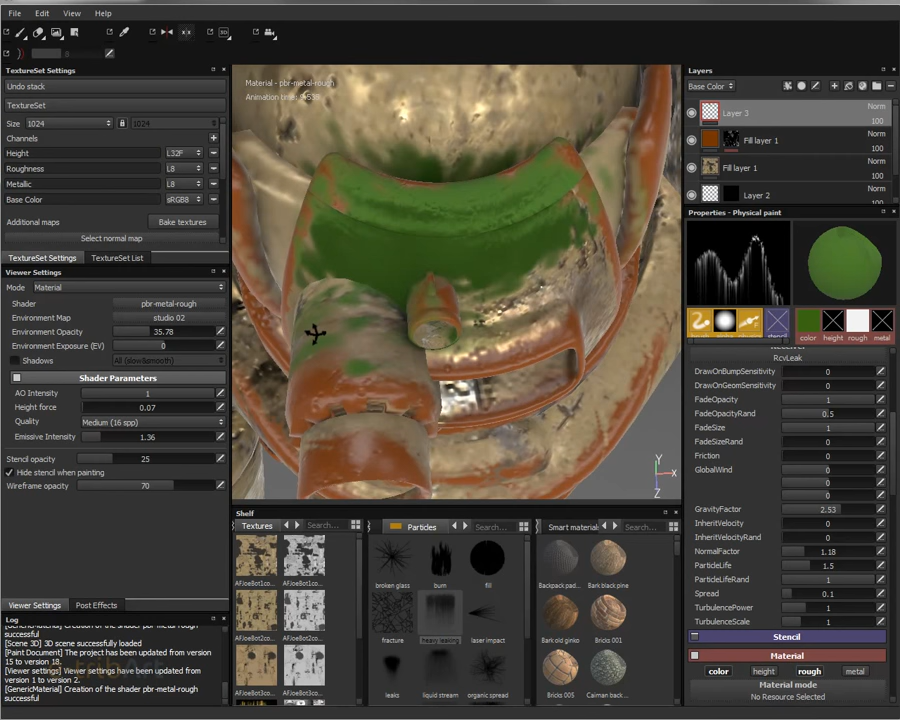 File Edit View Help
TextureSet Settings
Undo stack
TextureSet
Size 1024 1024
Channels
Height L32F
Roughness L8
Metallic L8
Base Color sRGB8
Additional maps Bake textures
Select normal map
TextureSet Settings TextureSet List
Viewer Settings
Mode Material
Shader pbr-metal-rough
Environment Map studio 02
Environment Opacity 35.78
Environment Exposure (EV) 0
Shadows All (slow&smooth)
Shader Parameters
AO Intensity 1
Height force 0.07
Quality Medium (16 spp)
Emissive Intensity 1.36
Stencil opacity 25
Hide stencil when painting
Wireframe opacity 70
Viewer Settings Post Effects
Log
successful
[Scene 3D] 3D scene successfully loaded
[Paint Document] The project has been updated from version
15 to version 18.
[Viewer settings] Viewer settings have been updated from
version 1 to version 2.
[GenericMaterial] Creation of the shader pbr-metal-rough
successful
Material - pbr-metal-rough
Animation time:
Y
X
Z
Shelf
Textures Search...
AFJoeBot1co...
AFJoeBot1co...
AFJoeBot2co...
AFJoeBot2co...
AFJoeBot3co...
AFJoeBot3co...
Particles Search...
broken glass burn fill
fracture heavy leaking laser impact
leaks liquid stream organic spread
Smart materials Search...
Backpack pad... Bark black pine
Bark old ginko Bricks 001
Bricks 005 Caiman back...
Layers
Base Color
Layer 3 Norm 100
Fill layer 1 Norm 100
Fill layer 1 Norm 100
Layer 2 Norm 100
Properties - Physical paint
stencil color height rough metal
Receiver
RcvLeak
DrawOnBumpSensitivity 0
DrawOnGeomSensitivity 0
FadeOpacity 1
FadeOpacityRand 0.5
FadeSize 1
FadeSizeRand 0
Friction 0
GlobalWind 0
0
0
GravityFactor 2.53
InheritVelocity 0
InheritVelocityRand 0
NormalFactor 1.18
ParticleLife 1.5
ParticleLifeRand 1
Spread 0.1
TurbulencePower 1
TurbulenceScale 1
Stencil
Material
color height rough metal
Material mode
No Resource Selected